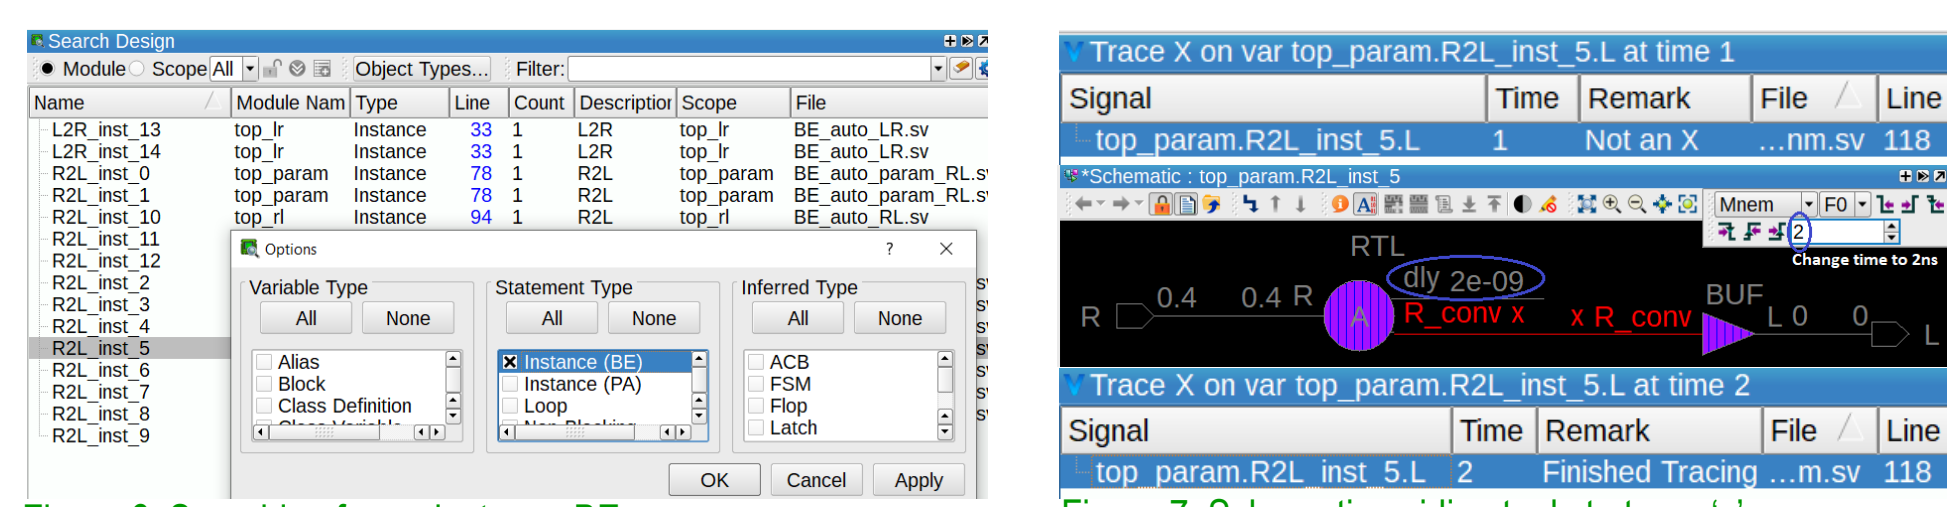 Search Design
Module Scope All Object Types... Filter:
Name Module Nam Type Line Count Description Scope File
L2R_inst_13 top_lr Instance 33 1 L2R top_lr BE_auto_LR.sv
L2R_inst_14 top_lr Instance 33 1 L2R top_lr BE_auto_LR.sv
R2L_inst_0 top_param Instance 78 1 R2L top_param BE_auto_param_RL.s
R2L_inst_1 top_param Instance 78 1 R2L top_param BE_auto_param_RL.s
R2L_inst_10 top_rl Instance 94 1 R2L top_rl BE_auto_RL.sv
R2L_inst_11
R2L_inst_12
R2L_inst_2
R2L_inst_3
R2L_inst_4
R2L_inst_5
R2L_inst_6
R2L_inst_7
R2L_inst_8
R2L_inst_9
Options ?
Variable Type Statement Type Inferred Type
All None All None All None
Alias Instance (BE) ACB
Block Instance (PA) FSM
Class Definition Loop Flop
Latch
OK Cancel Apply
Trace X on var top_param.R2L_inst_5.L at time 1
Signal Time Remark File Line
top_param.R2L_inst_5.L 1 Not an X ...nm.sv 118
*Schematic : top_param.R2L_inst_5
Mnem F0
2
Change time to 2ns
RTL
dly 2e-09
R 0.4 0.4 R A R_conv x x R_conv BUF L 0 0 L
Trace X on var top_param.R2L_inst_5.L at time 2
Signal Time Remark File Line
top_param.R2L_inst_5.L 2 Finished Tracing ...m.sv 118